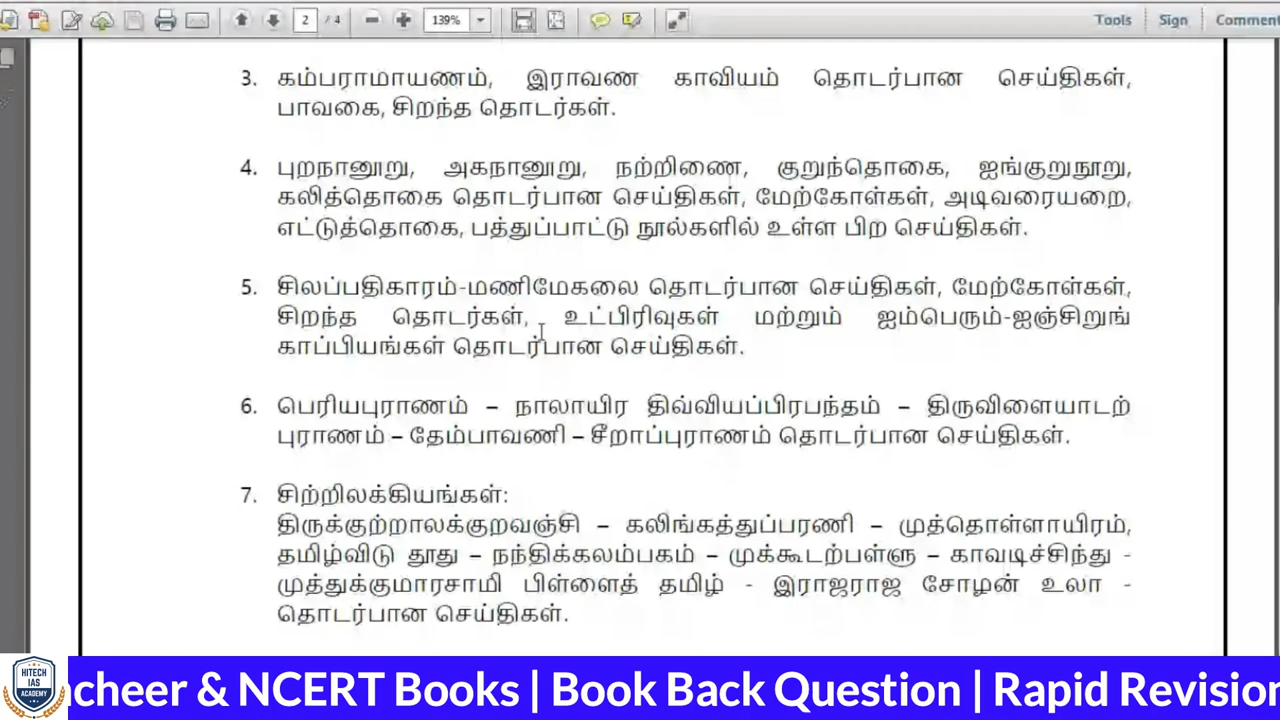 2 / 4 139% Tools Sign Comment
3. கம்பராமாயணம், இராவண காவியம் தொடர்பான செய்திகள்,
பாவகை, சிறந்த தொடர்கள்.
4. புறநானூறு, அகநானூறு, நற்றிணை, குறுந்தொகை, ஐங்குறுநூறு,
கலித்தொகை தொடர்பான செய்திகள், மேற்கோள்கள், அடிவரையறை,
எட்டுத்தொகை, பத்துப்பாட்டு நூல்களில் உள்ள பிற செய்திகள்.
5. சிலப்பதிகாரம்-மணிமேகலை தொடர்பான செய்திகள், மேற்கோள்கள்,
சிறந்த தொடர்கள், உட்பிரிவுகள் மற்றும் ஐம்பெரும்-ஐஞ்சிறுங்
காப்பியங்கள் தொடர்பான செய்திகள்.
6. பெரியபுராணம் – நாலாயிர திவ்வியப்பிரபந்தம் – திருவிளையாடற்
புராணம் – தேம்பாவணி – சீறாப்புராணம் தொடர்பான செய்திகள்.
7. சிற்றிலக்கியங்கள்:
திருக்குற்றாலக்குறவஞ்சி – கலிங்கத்துப்பரணி – முத்தொள்ளாயிரம்,
தமிழ்விடு தூது – நந்திக்கலம்பகம் – முக்கூடற்பள்ளு – காவடிச்சிந்து -
முத்துக்குமாரசாமி பிள்ளைத் தமிழ் - இராஜராஜ சோழன் உலா -
தொடர்பான செய்திகள்.
HITECH
IAS
ACADEMY
cheer & NCERT Books | Book Back Question | Rapid Revision